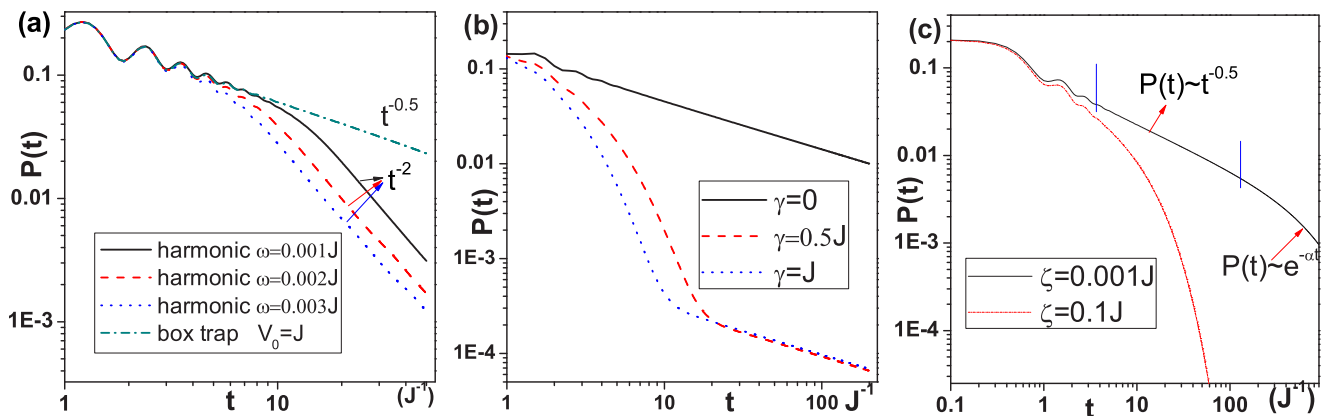 (a)
P(t)
0.1
0.01
1E-3
t^-0.5
t^-2
harmonic ω=0.001J
harmonic ω=0.002J
harmonic ω=0.003J
box trap V₀=J
1
10
t
(J^-1)
(b)
P(t)
0.1
0.01
1E-3
1E-4
γ=0
γ=0.5J
γ=J
1
10
100
t
J^-1
(c)
P(t)
0.1
0.01
1E-3
1E-4
P(t)~t^-0.5
P(t)~e^-αt
ζ=0.001J
ζ=0.1J
0.1
1
10
100
t
(J^-1)